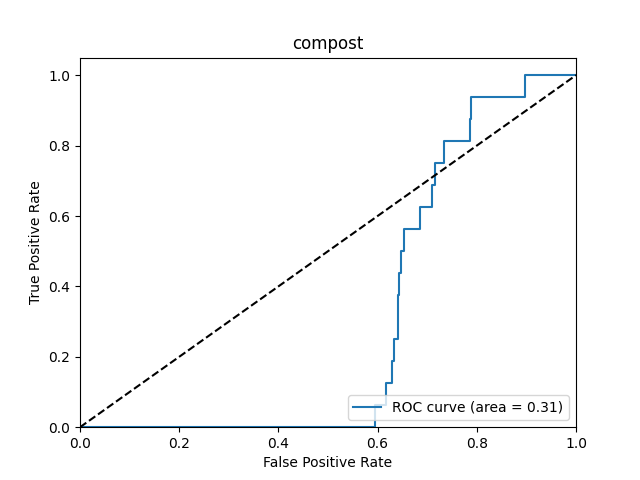 compost
True Positive Rate
1.0
0.8
0.6
0.4
0.2
0.0
ROC curve (area = 0.31)
0.0 0.2 0.4 0.6 0.8 1.0
False Positive Rate